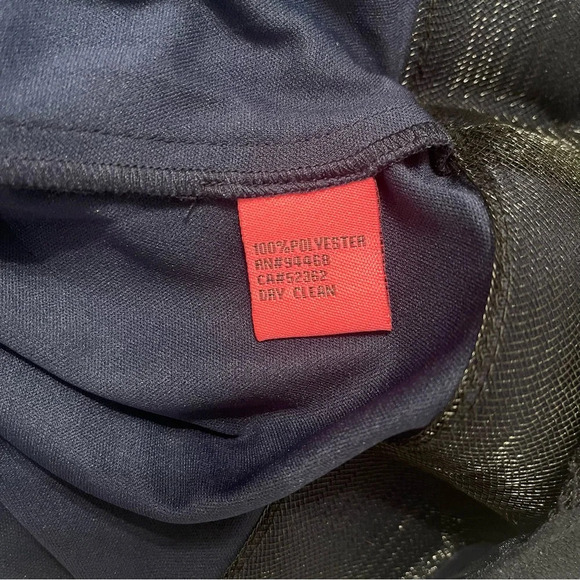 100%POLYESTER
RN#94468
CA#52362
DRY CLEAN